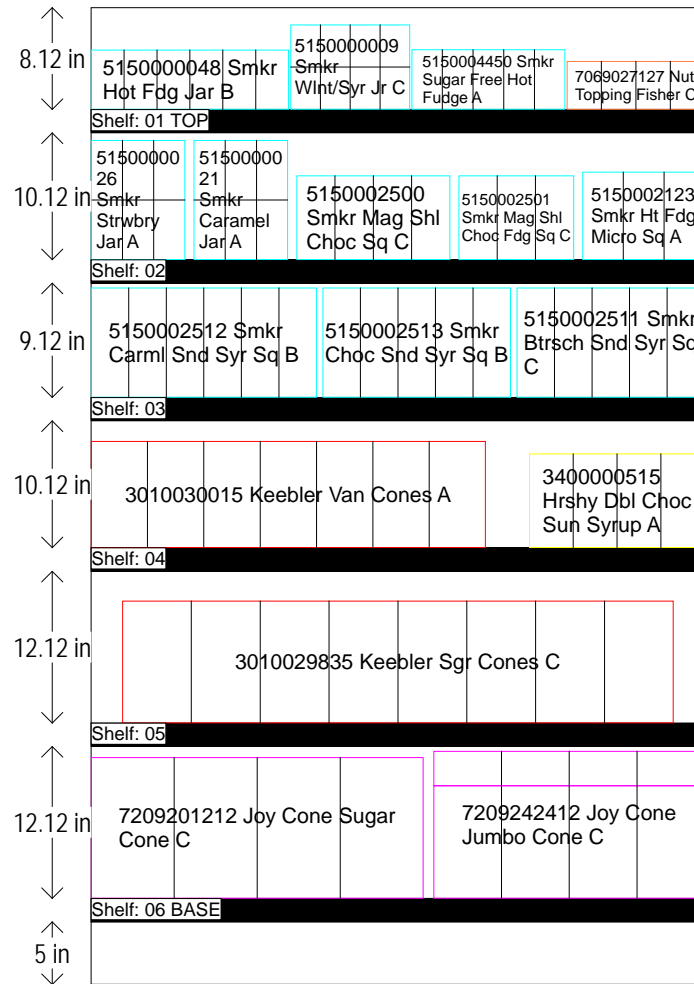 8.12 in
5150000048 Smkr
Hot Fdg Jar B
5150000009
Smkr
WInt/Syr Jr C
5150004450 Smkr
Sugar Free Hot
Fudge A
7069027127 Nut
Topping Fisher C
Shelf: 01 TOP
10.12 in
51500000
26
Smkr
Strwbry
Jar A
51500000
21
Smkr
Caramel
Jar A
5150002500
Smkr Mag Shl
Choc Sq C
5150002501
Smkr Mag Shl
Choc Fdg Sq C
5150002123
Smkr Ht Fdg
Micro Sq A
Shelf: 02
9.12 in
5150002512 Smkr
Carml Snd Syr Sq B
5150002513 Smkr
Choc Snd Syr Sq B
5150002511 Smkr
Btrsch Snd Syr Sq
C
Shelf: 03
10.12 in
3010030015 Keebler Van Cones A
3400000515
Hrshy Dbl Choc
Sun Syrup A
Shelf: 04
12.12 in
3010029835 Keebler Sgr Cones C
Shelf: 05
12.12 in
7209201212 Joy Cone Sugar
Cone C
7209242412 Joy Cone
Jumbo Cone C
Shelf: 06 BASE
5 in